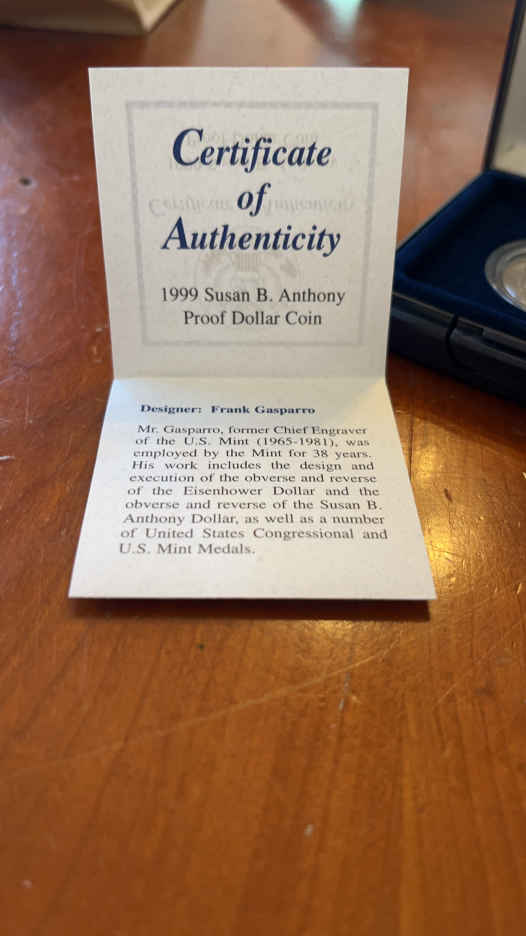 Certificate
of
Authenticity
1999 Susan B. Anthony
Proof Dollar Coin
Designer: Frank Gasparro
Mr. Gasparro, former Chief Engraver
of the U.S. Mint (1965-1981), was
employed by the Mint for 38 years.
His work includes the design and
execution of the obverse and reverse
of the Eisenhower Dollar and the
obverse and reverse of the Susan B.
Anthony Dollar, as well as a number
of United States Congressional and
U.S. Mint Medals.